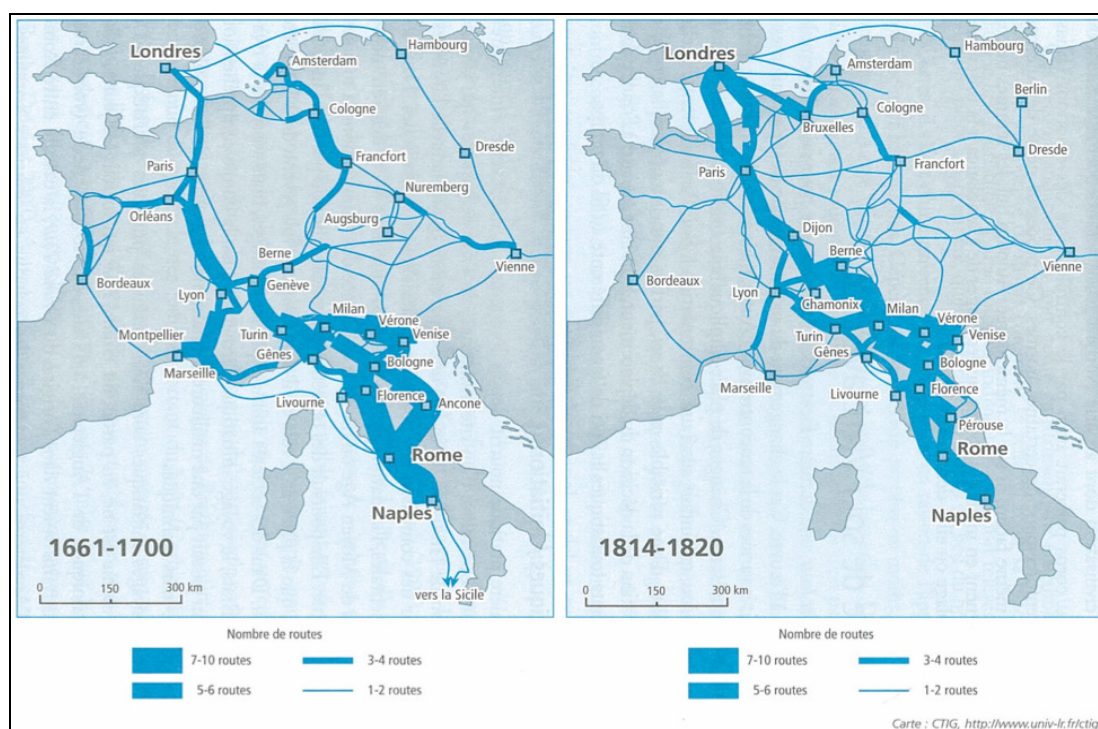 Londres
Hambourg
Amsterdam
Cologne
Paris
Francfort
Dresde
Orléans
Nuremberg
Augsburg
Berne
Vienne
Bordeaux
Lyon
Genève
Milan
Vérone
Montpellier
Turin
Venise
Gênes
Bologne
Marseille
Livourne
Florence
Ancone
Rome
Naples
1661-1700
0 150 300 km
vers la Sicile
Nombre de routes
7-10 routes
3-4 routes
5-6 routes
1-2 routes
Londres
Hambourg
Amsterdam
Berlin
Cologne
Bruxelles
Dresde
Paris
Francfort
Dijon
Berne
Vienne
Bordeaux
Lyon
Chamonix
Milan
Vérone
Turin
Venise
Gênes
Bologne
Marseille
Livourne
Florence
Pérouse
Rome
Naples
1814-1820
0 150 300 km
Nombre de routes
7-10 routes
3-4 routes
5-6 routes
1-2 routes
Carte : CTIG, http://www.univ-lr.fr/ctig